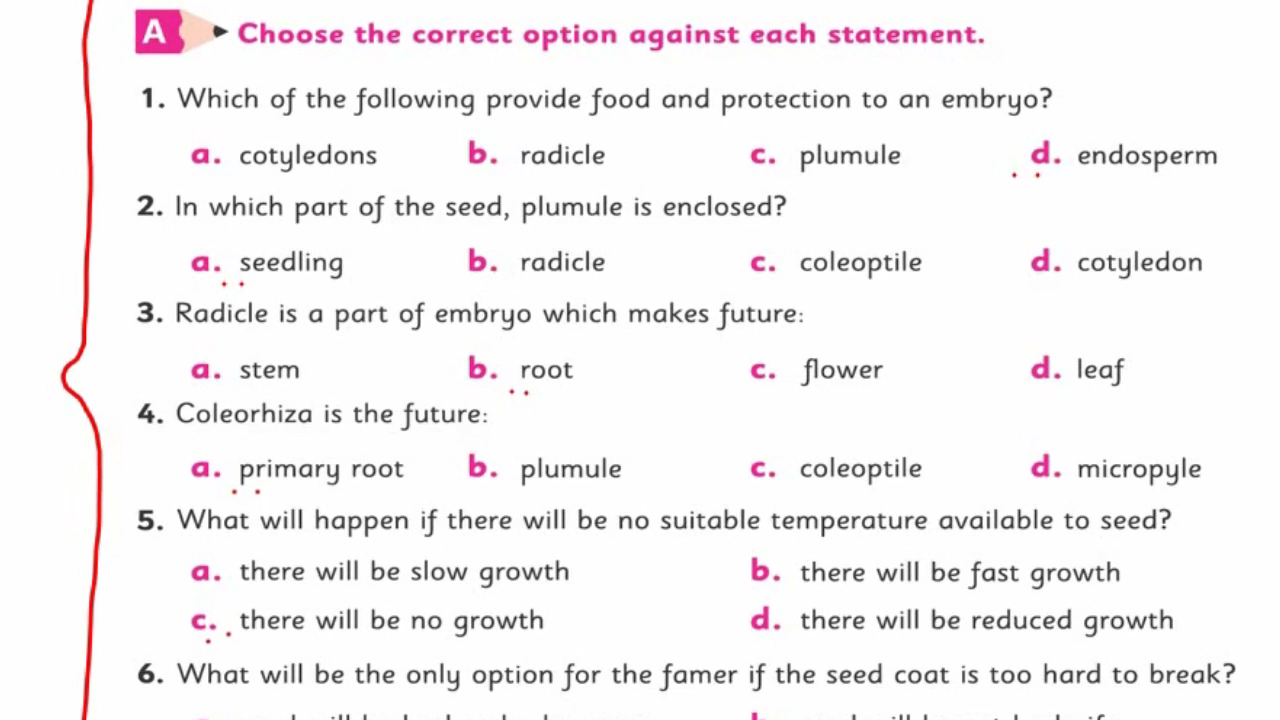 A Choose the correct option against each statement.
1. Which of the following provide food and protection to an embryo?
a. cotyledons b. radicle c. plumule d. endosperm
2. In which part of the seed, plumule is enclosed?
a. seedling b. radicle c. coleoptile d. cotyledon
3. Radicle is a part of embryo which makes future:
a. stem b. root c. flower d. leaf
4. Coleorhiza is the future:
a. primary root b. plumule c. coleoptile d. micropyle
5. What will happen if there will be no suitable temperature available to seed?
a. there will be slow growth b. there will be fast growth
c. there will be no growth d. there will be reduced growth
6. What will be the only option for the famer if the seed coat is too hard to break?